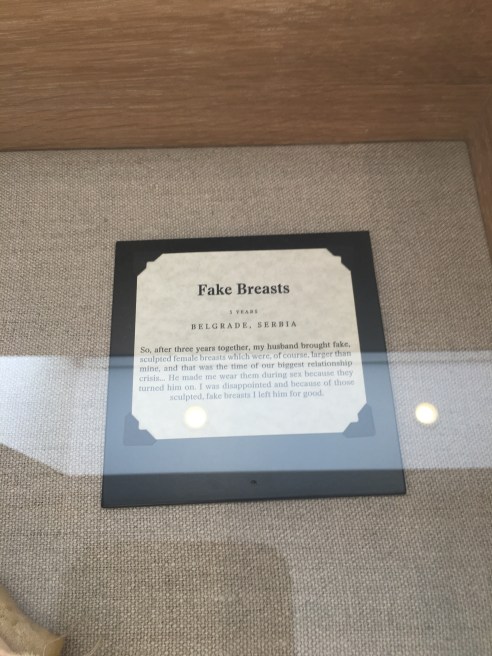 Fake Breasts
3 YEARS
BELGRADE, SERBIA
So, after three years together, my husband brought fake,
sculpted female breasts which were, of course, larger than
mine, and that was the time of our biggest relationship
crisis... He made me wear them during sex because they
turned him on. I was disappointed and because of those
sculpted, fake breasts I left him for good.